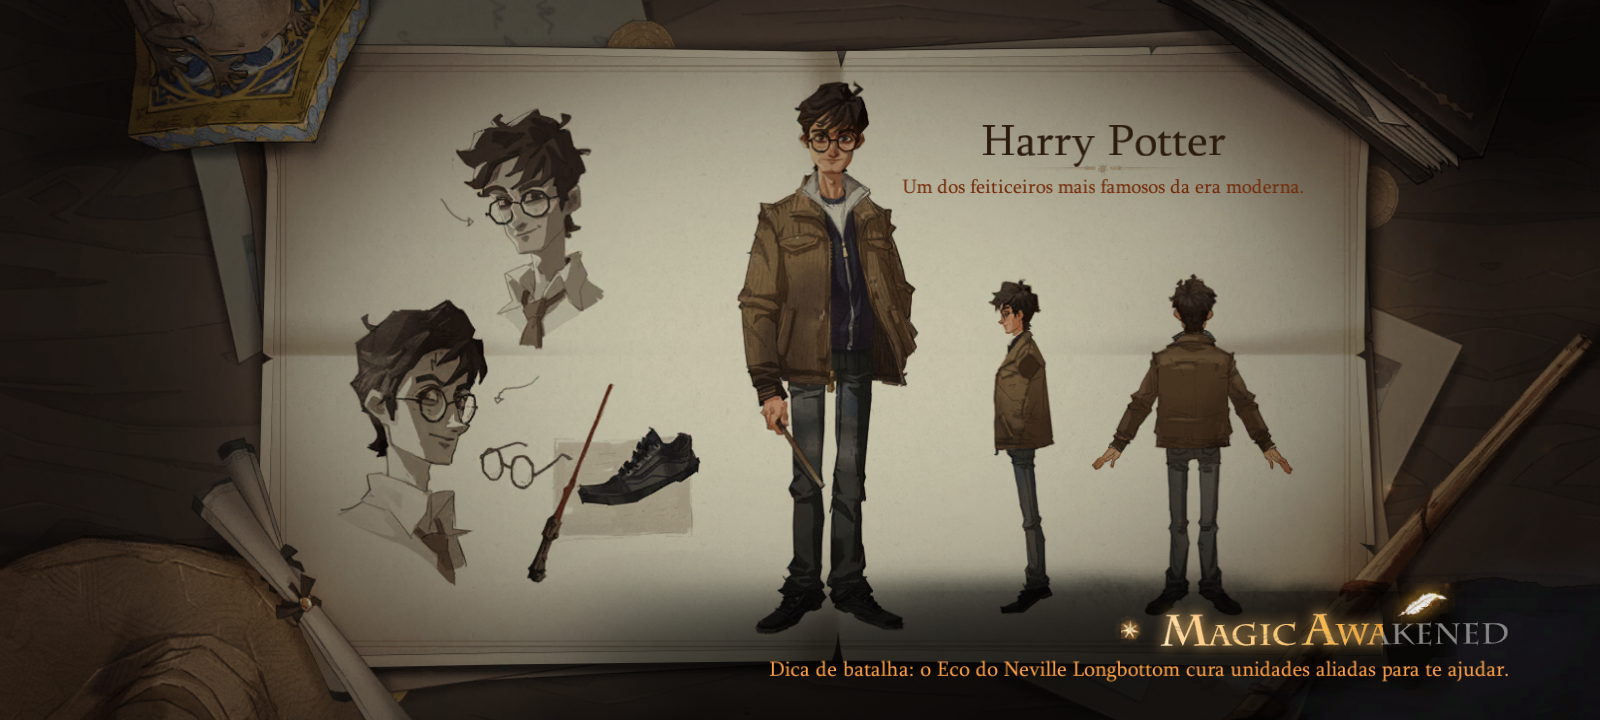 Harry Potter
Um dos feiticeiros mais famosos da era moderna.
MAGIC AWAKENED
Dica de batalha: o Eco do Neville Longbottom cura unidades aliadas para te ajudar.